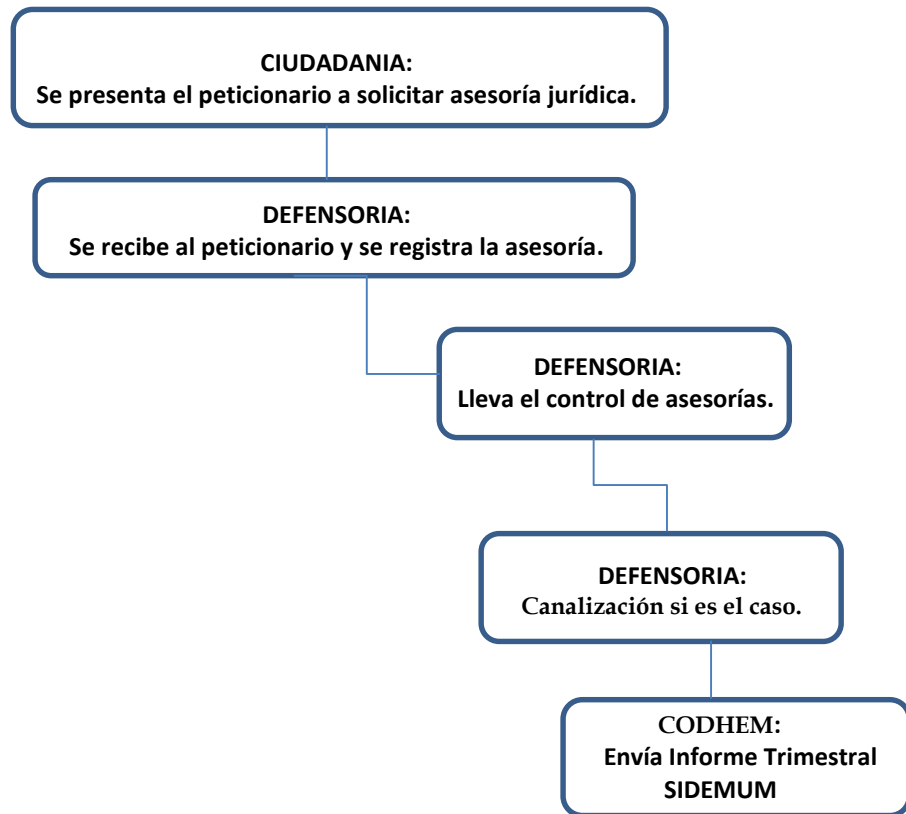 CIUDADANIA:
Se presenta el peticionario a solicitar asesoría jurídica.
DEFENSORIA:
Se recibe al peticionario y se registra la asesoría.
DEFENSORIA:
Lleva el control de asesorías.
DEFENSORIA:
Canalización si es el caso.
CODHEM:
Envía Informe Trimestral
SIDEMUM